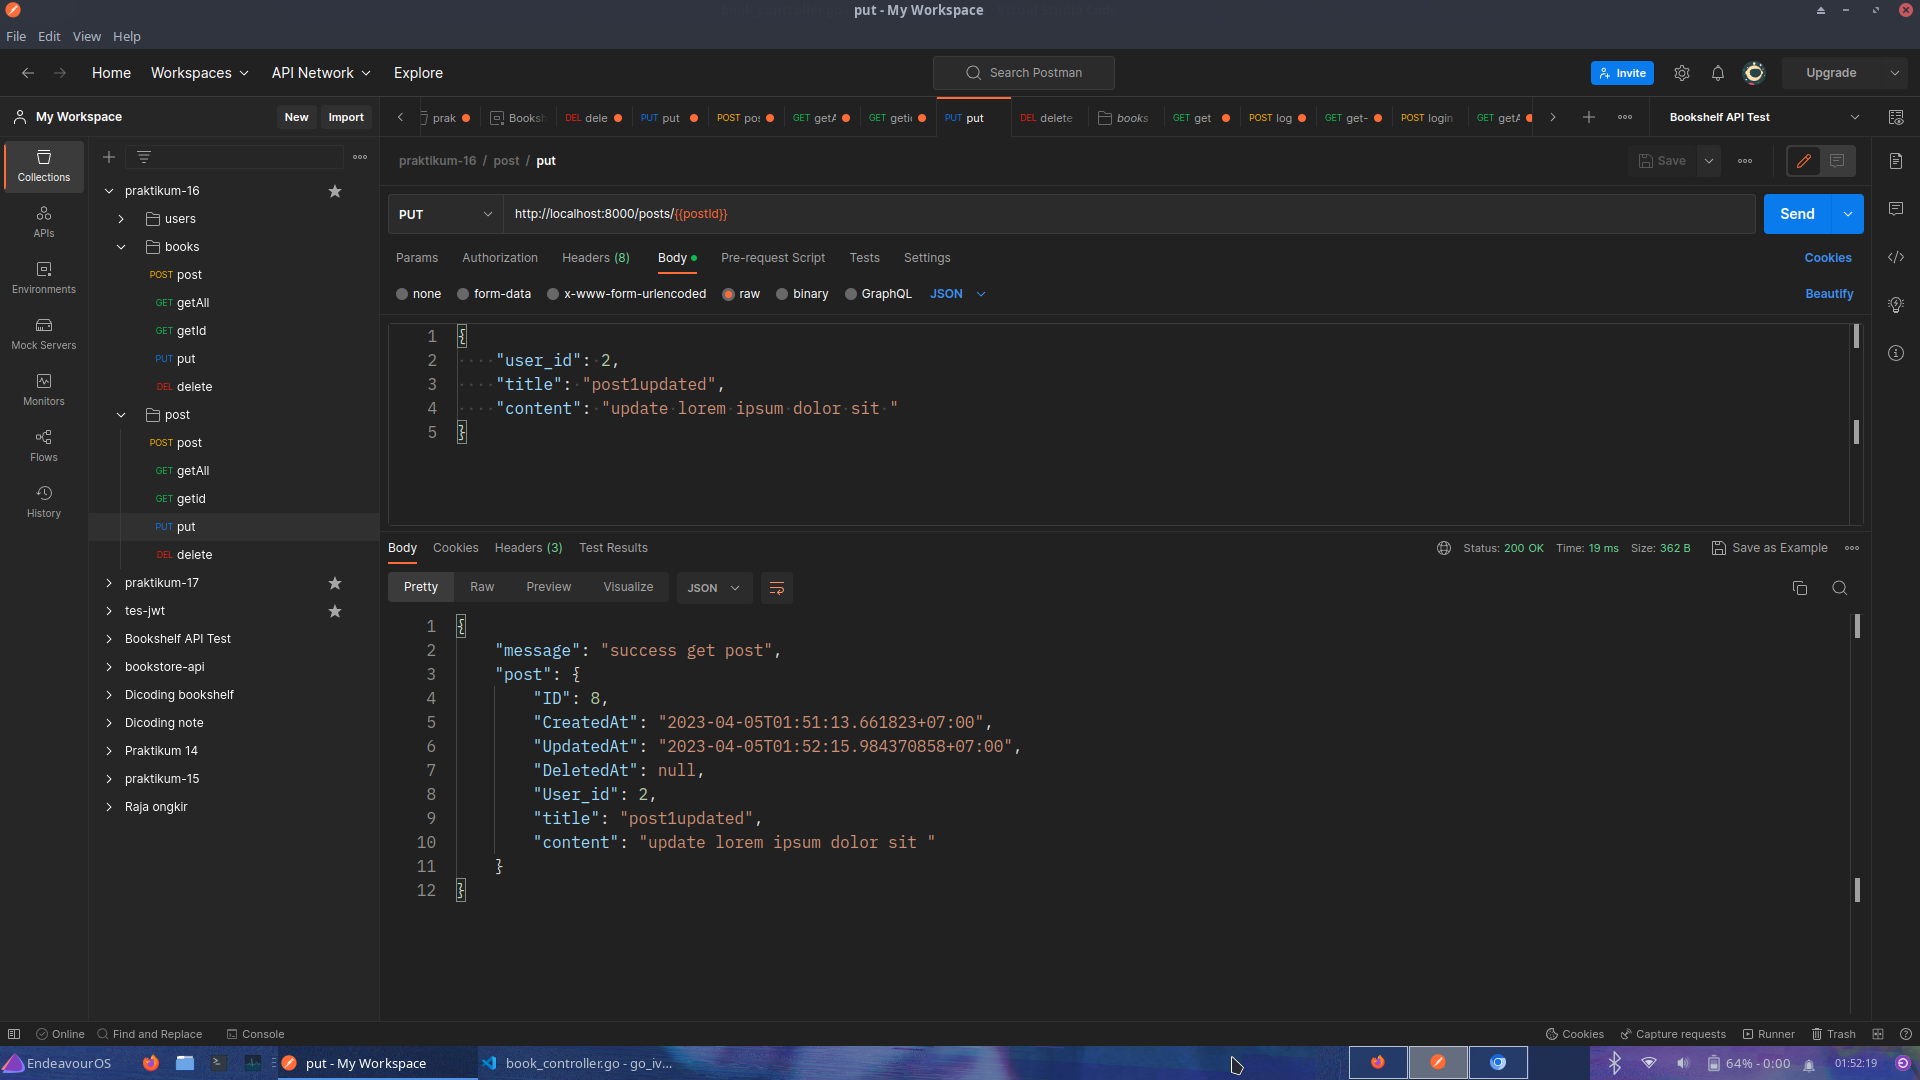 put - My Workspace
File Edit View Help
Home Workspaces API Network Explore
Search Postman
Invite
Upgrade
My Workspace New Import
prak Booksh DEL dele PUT put POST pos GET getA GET geti PUT put DEL delete books GET get POST log GET get- POST login GET getA
Bookshelf API Test
Collections
APIs
Environments
Mock Servers
Monitors
Flows
History
praktikum-16
users
books
POST post
GET getAll
GET getId
PUT put
DEL delete
post
POST post
GET getAll
GET getid
PUT put
DEL delete
praktikum-17
tes-jwt
Bookshelf API Test
bookstore-api
Dicoding bookshelf
Dicoding note
Praktikum 14
praktikum-15
Raja ongkir
praktikum-16 / post / put
Save
PUT http://localhost:8000/posts/{{postId}}
Send
Params Authorization Headers (8) Body Pre-request Script Tests Settings Cookies
none form-data x-www-form-urlencoded raw binary GraphQL JSON Beautify
1 {
2 "user_id": 2,
3 "title": "post1updated",
4 "content": "update lorem ipsum dolor sit "
5 }
Body Cookies Headers (3) Test Results
Status: 200 OK Time: 19 ms Size: 362 B Save as Example
Pretty Raw Preview Visualize JSON
1 {
2 "message": "success get post",
3 "post": {
4 "ID": 8,
5 "CreatedAt": "2023-04-05T01:51:13.661823+07:00",
6 "UpdatedAt": "2023-04-05T01:52:15.984370858+07:00",
7 "DeletedAt": null,
8 "User_id": 2,
9 "title": "post1updated",
10 "content": "update lorem ipsum dolor sit "
11 }
12 }
Online Find and Replace Console
Cookies Capture requests Runner Trash
EndeavourOS
put - My Workspace
book_controller.go - go_iv...
64% - 0:00
01:52:19